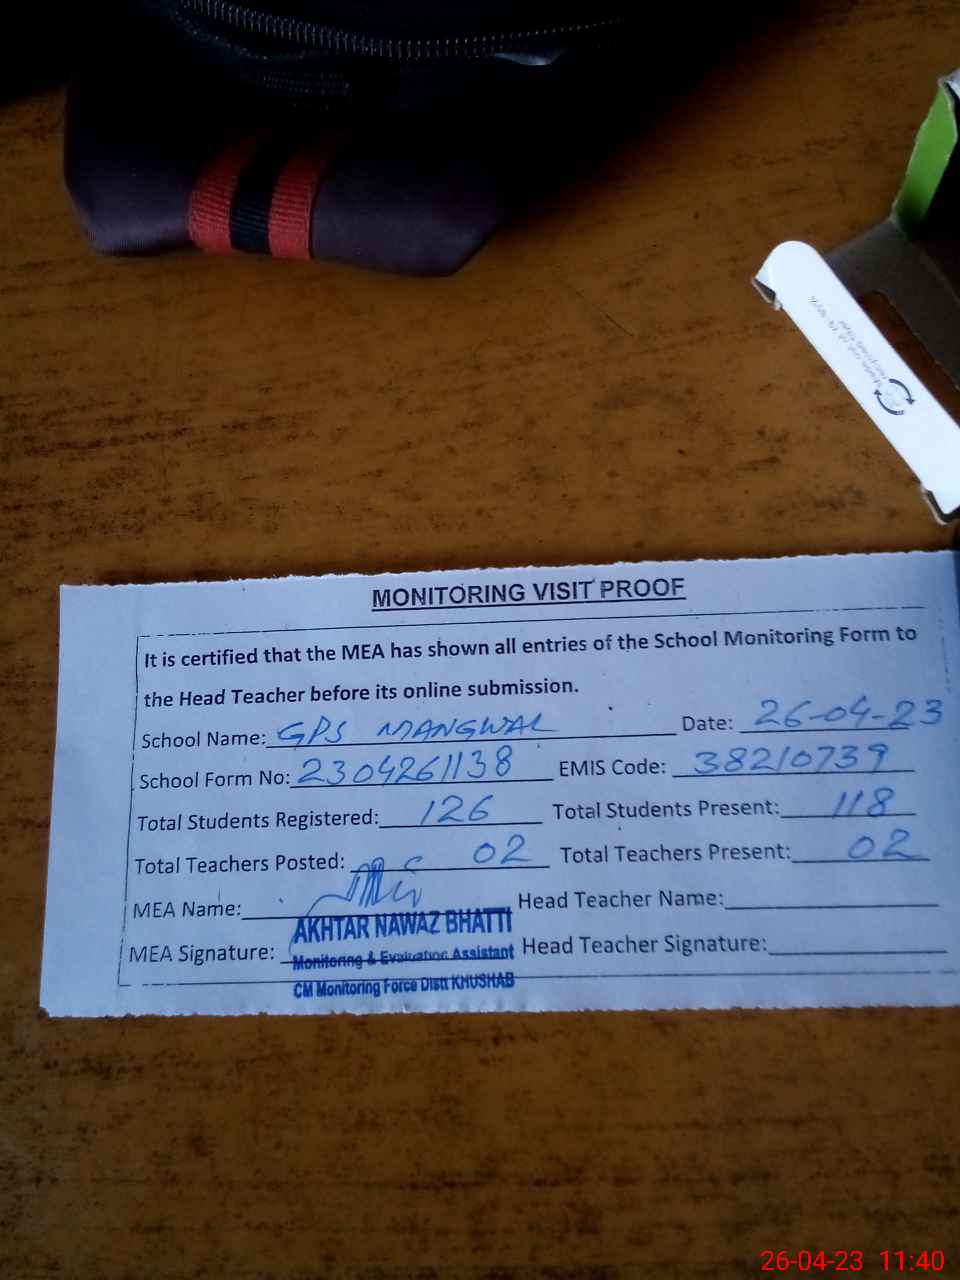 MONITORING VISIT PROOF
It is certified that the MEA has shown all entries of the School Monitoring Form to
the Head Teacher before its online submission.
School Name: GPS MANGWAL Date: 26-04-23
School Form No: 2304261138 EMIS Code: 38210739
Total Students Registered: 126 Total Students Present: 118
Total Teachers Posted: 02 Total Teachers Present: 02
MEA Name: Head Teacher Name:
AKHTAR NAWAZ BHATTI
MEA Signature: Monitoring & Evaluation Assistant Head Teacher Signature:
CM Monitoring Force Distt KHUSHAB
26-04-23 11:40